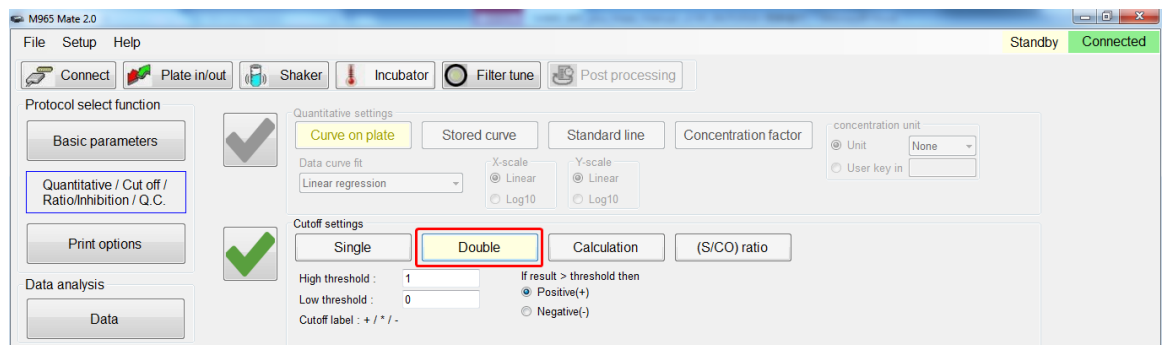 M965 Mate 2.0
File Setup Help
Standby Connected
Connect Plate in/out Shaker Incubator Filter tune Post processing
Protocol select function
Basic parameters
Quantitative / Cut off /
Ratio/Inhibition / Q.C.
Print options
Data analysis
Data
Quantitative settings
Curve on plate Stored curve Standard line Concentration factor
concentration unit
Unit None
User key in
Data curve fit
Linear regression
X-scale
Linear
Log10
Y-scale
Linear
Log10
Cutoff settings
Single Double Calculation (S/CO) ratio
High threshold : 1
Low threshold : 0
Cutoff label : + / * / -
If result > threshold then
Positive(+)
Negative(-)